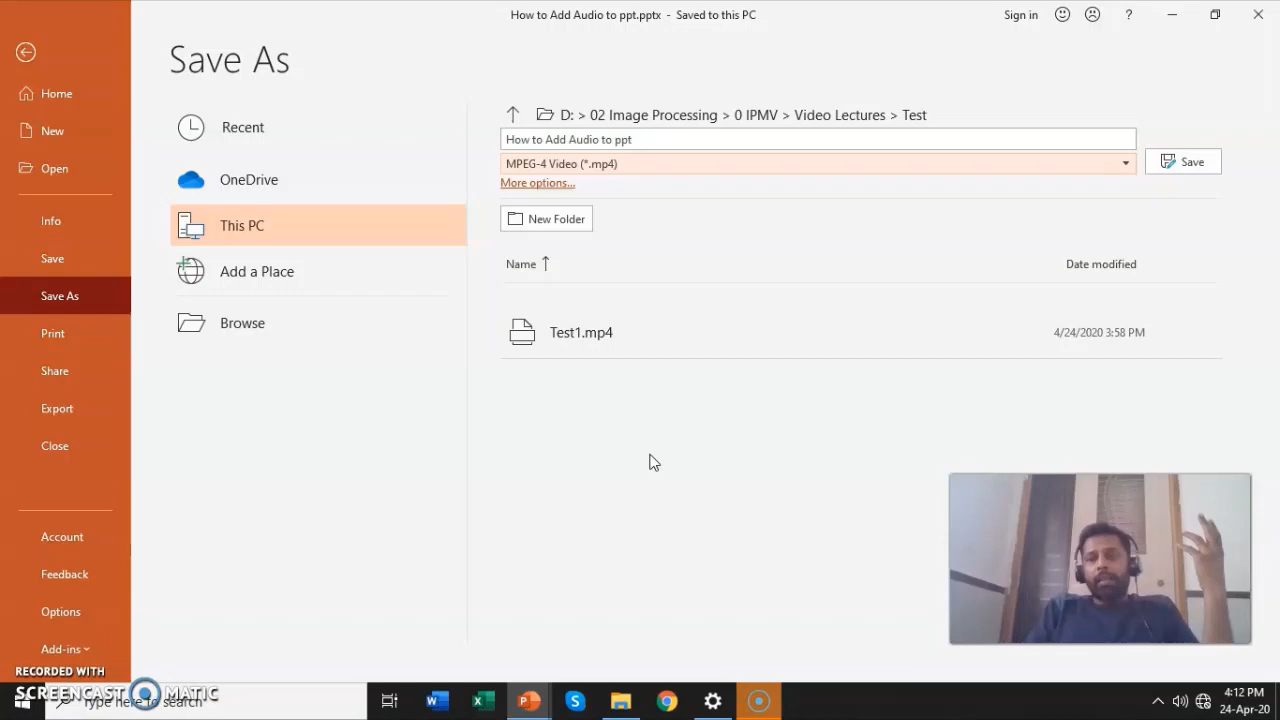 How to Add Audio to ppt.pptx - Saved to this PC
Sign in
?
Save As
Home
New
Open
Info
Save
Save As
Print
Share
Export
Close
Account
Feedback
Options
Add-ins
Recent
OneDrive
This PC
Add a Place
Browse
D: > 02 Image Processing > 0 IPMV > Video Lectures > Test
How to Add Audio to ppt
MPEG-4 Video (*.mp4)
Save
More options...
New Folder
Name ↑ Date modified
Test1.mp4 4/24/2020 3:58 PM
RECORDED WITH
SCREENCAST MATIC
Type here to search
4:12 PM
24-Apr-20